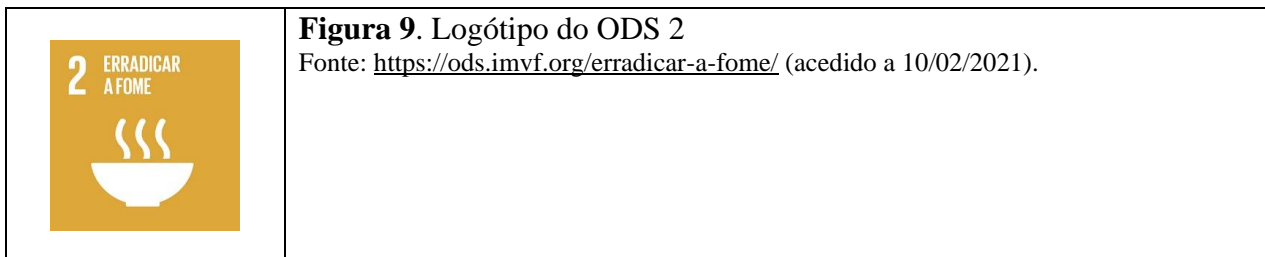 2 ERRADICAR
A FOME
Figura 9. Logótipo do ODS 2
Fonte: https://ods.imvf.org/erradicar-a-fome/ (acedido a 10/02/2021).